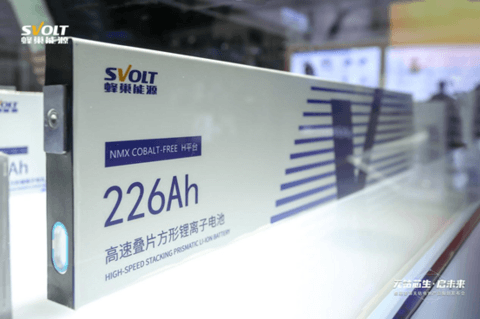 SVOLT
蜂巢能源
SVOLT
蜂巢能源
NMX COBALT-FREE H平台
226Ah
高速叠片方形锂离子电池
HIGH-SPEED STACKING PRISMATIC LI-ION BATTERY
SVOLT